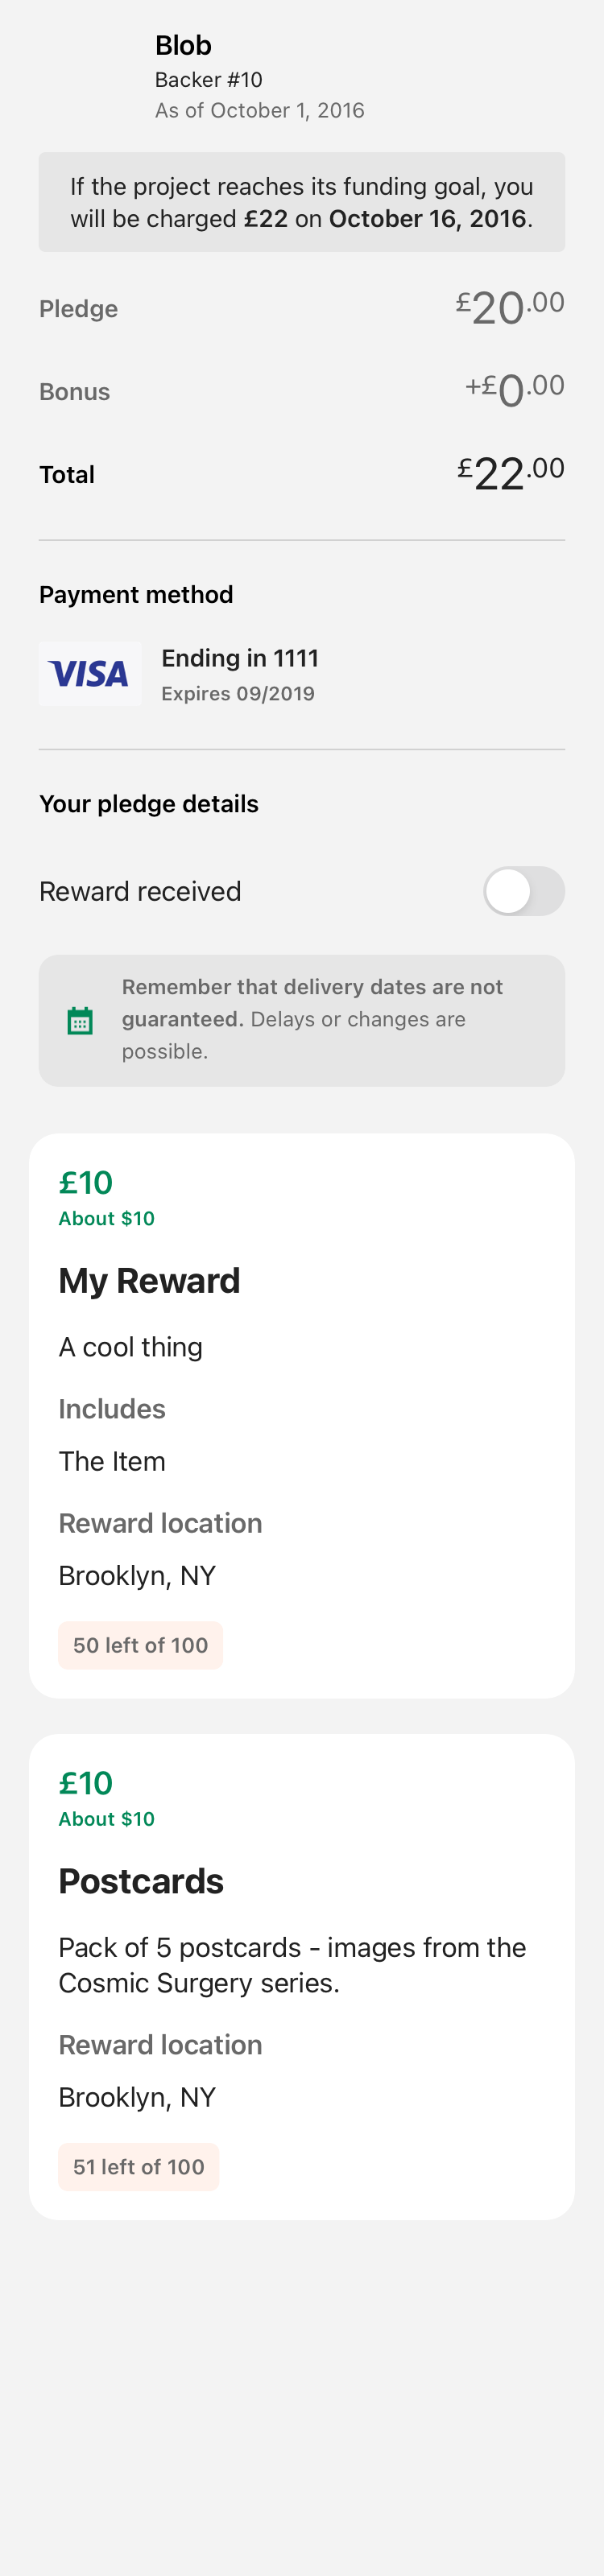 Blob
Backer #10
As of October 1, 2016
If the project reaches its funding goal, you
will be charged £22 on October 16, 2016.
Pledge £20.00
Bonus +£0.00
Total £22.00
Payment method
VISA
Ending in 1111
Expires 09/2019
Your pledge details
Reward received
Remember that delivery dates are not
guaranteed. Delays or changes are
possible.
£10
About $10
My Reward
A cool thing
Includes
The Item
Reward location
Brooklyn, NY
50 left of 100
£10
About $10
Postcards
Pack of 5 postcards - images from the
Cosmic Surgery series.
Reward location
Brooklyn, NY
51 left of 100